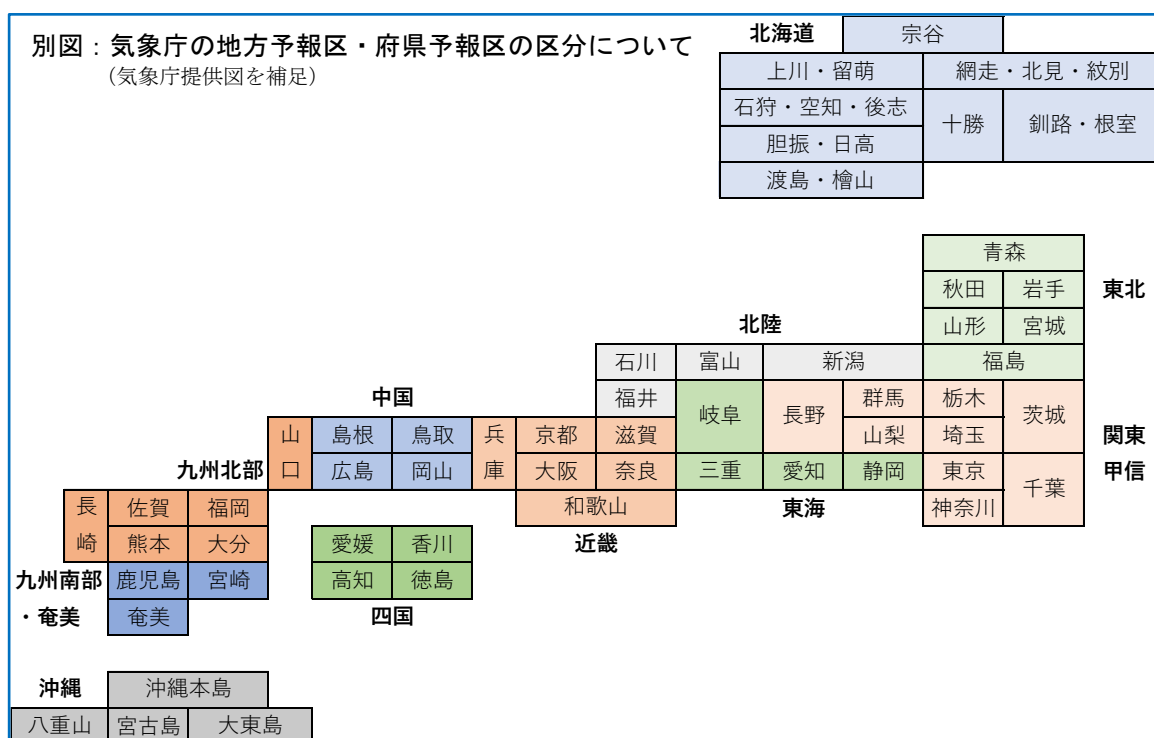 別図：気象庁の地方予報区・府県予報区の区分について
（気象庁提供図を補足）
北海道 宗谷
上川・留萌 網走・北見・紋別
石狩・空知・後志 十勝 釧路・根室
胆振・日高
渡島・檜山
青森
秋田 岩手 東北
山形 宮城
北陸
石川 富山 新潟 福島
中国
福井 岐阜 長野 群馬 栃木 茨城
山口 島根 鳥取 兵庫 京都 滋賀 山梨 埼玉 関東
九州北部 広島 岡山 大阪 奈良 三重 愛知 静岡 東京 千葉 甲信
長崎 佐賀 福岡 和歌山 東海 神奈川
熊本 大分 愛媛 香川 近畿
九州南部 鹿児島 宮崎 高知 徳島
・奄美 奄美 四国
沖縄 沖縄本島
八重山 宮古島 大東島